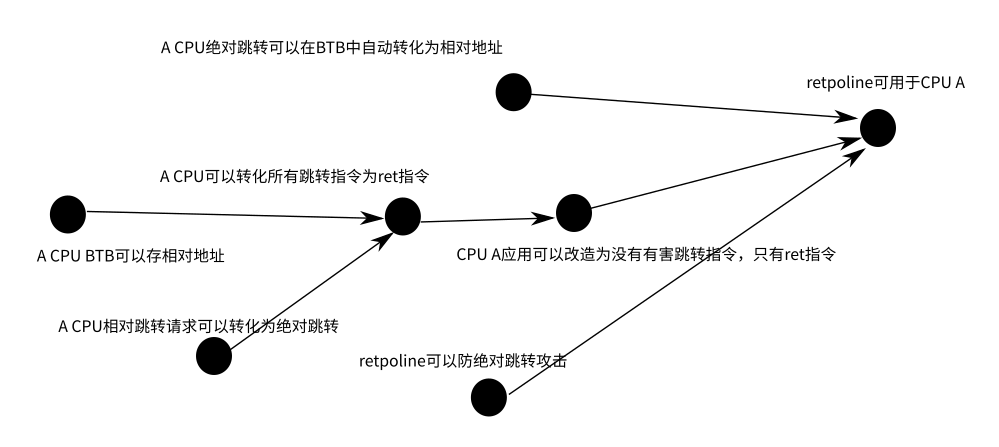 A CPU绝对跳转可以在BTB中自动转化为相对地址
retpoline可用于CPU A
A CPU可以转化所有跳转指令为ret指令
A CPU BTB可以存相对地址
CPU A应用可以改造为没有有害跳转指令，只有ret指令
A CPU相对跳转请求可以转化为绝对跳转
retpoline可以防绝对跳转攻击